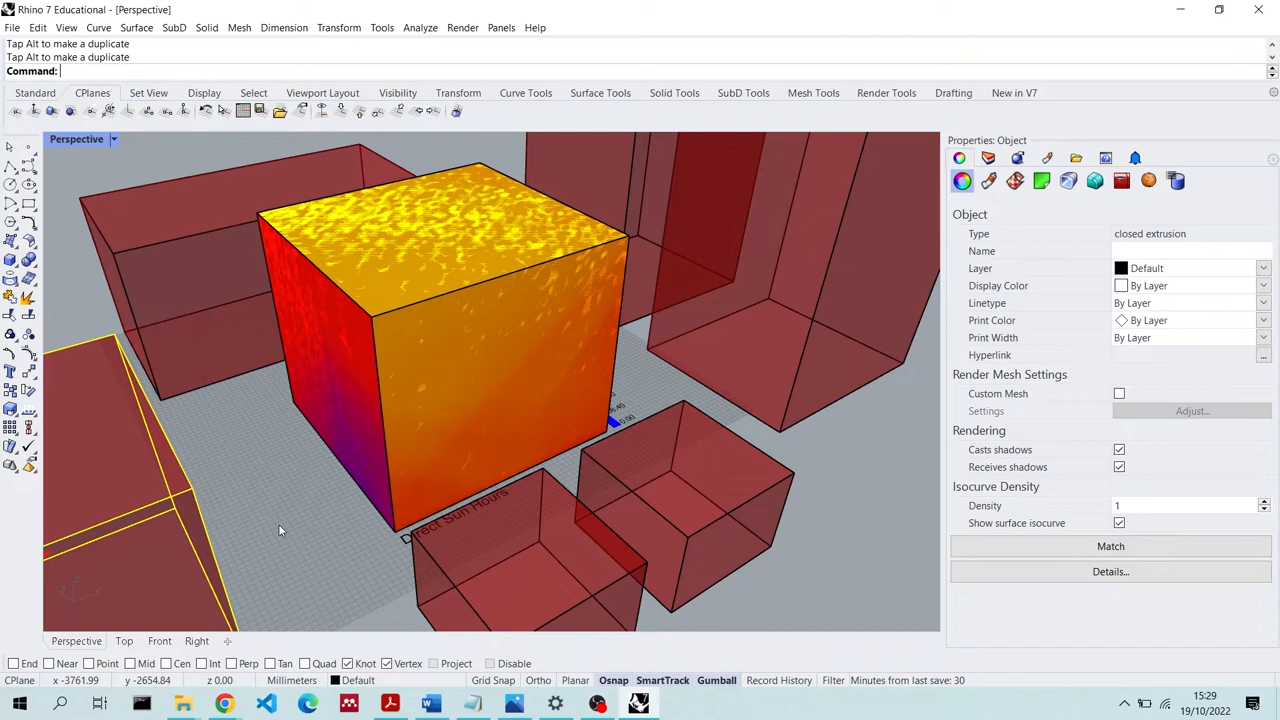 Rhino 7 Educational - [Perspective]
File Edit View Curve Surface SubD Solid Mesh Dimension Transform Tools Analyze Render Panels Help
Tap Alt to make a duplicate
Tap Alt to make a duplicate
Command:
Standard CPlanes Set View Display Select Viewport Layout Visibility Transform Curve Tools Surface Tools Solid Tools SubD Tools Mesh Tools Render Tools Drafting New in V7
Perspective
Properties: Object
Object
Type closed extrusion
Name
Layer Default
Display Color By Layer
Linetype By Layer
Print Color By Layer
Print Width By Layer
Hyperlink ...
Render Mesh Settings
Custom Mesh
Settings Adjust...
Rendering
Casts shadows
Receives shadows
Isocurve Density
Density 1
Show surface isocurve
Match
Details...
0.00
Direct Sun Hours
z
y
x
Perspective Top Front Right
End Near Point Mid Cen Int Perp Tan Quad Knot Vertex Project Disable
CPlane x -3761.99 y -2654.84 z 0.00 Millimeters Default Grid Snap Ortho Planar Osnap SmartTrack Gumball Record History Filter Minutes from last save: 30
15:29
19/10/2022